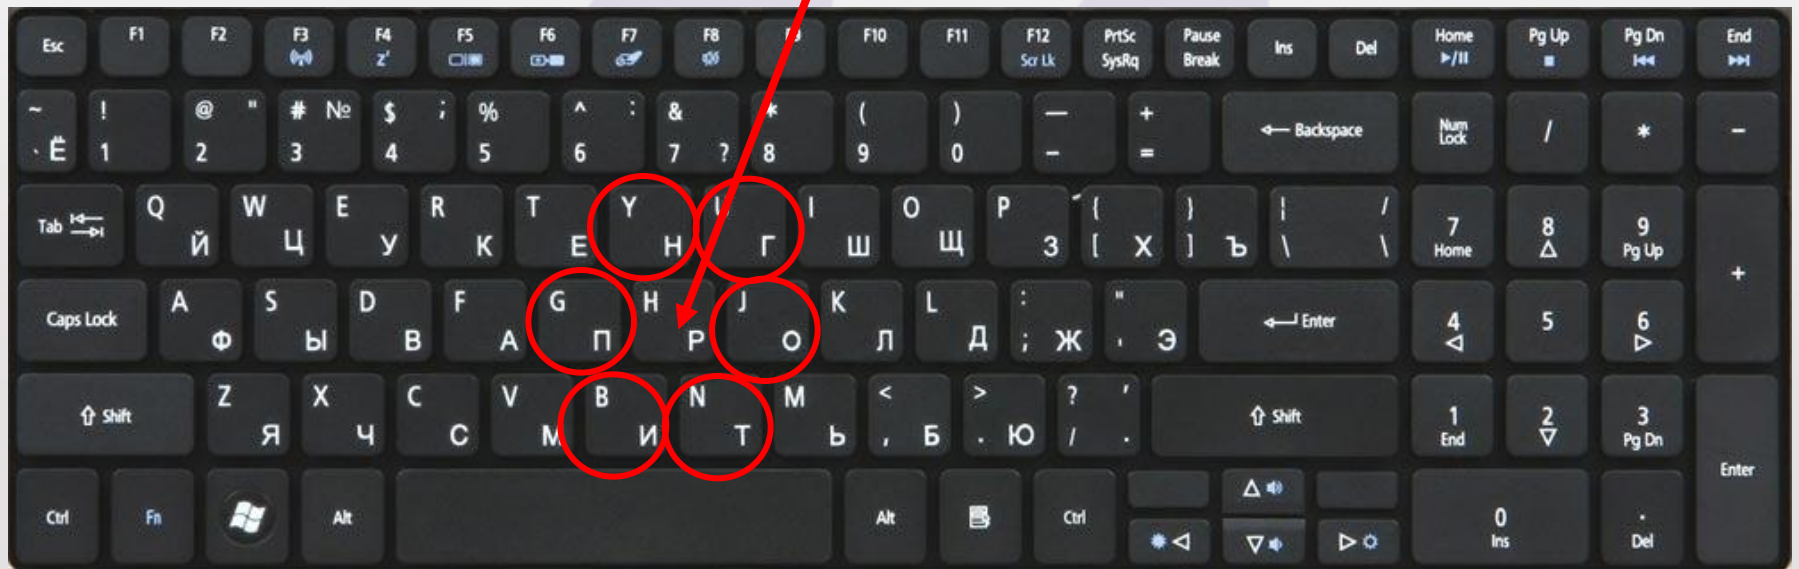 Esc F1 F2 F3 F4 z' F5 F6 F7 F8 F10 F11 F12 Scr Lk PrtSc SysRq Pause Break Ins Del Home Pg Up Pg Dn End
~ ` Ё ! 1 @ " 2 # № 3 $ ; 4 % 5 ^ : 6 & 7 ? * 8 ( 9 ) 0 — - + = Backspace Num Lock / * -
Tab Q Й W Ц E У R К T Е Y Н U Г I Ш O Щ P З { [ Х } ] Ъ ¦ \ / \ 7 Home 8 9 Pg Up +
Caps Lock A Ф S Ы D В F А G П H Р J О K Л L Д : ; Ж " ' Э Enter 4 5 6
Shift Z Я X Ч C С V М B И N Т M Ь < , Б > . Ю ? / , . Shift 1 End 2 3 Pg Dn Enter
Ctrl Fn Alt Alt Ctrl 0 Ins . Del